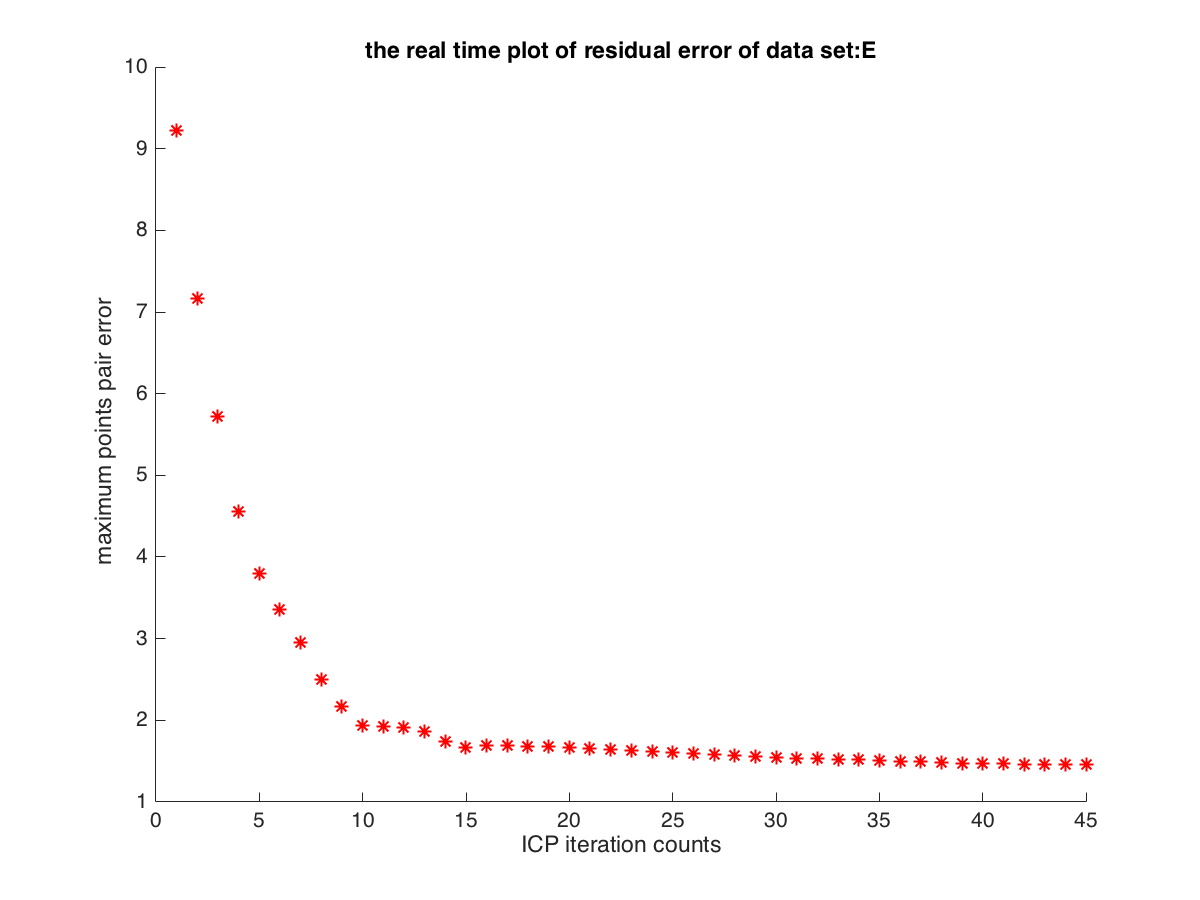 the real time plot of residual error of data set:E
10
9
8
7
6
5
4
3
2
1
maximum points pair error
0 5 10 15 20 25 30 35 40 45
ICP iteration counts